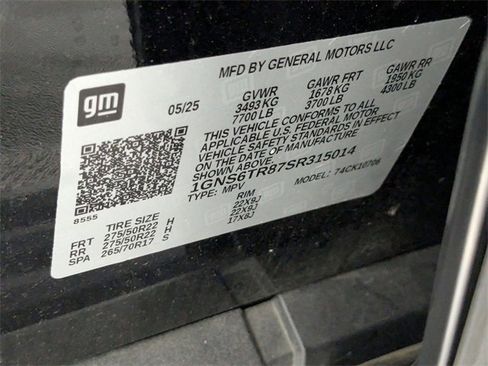 gm
MFD BY GENERAL MOTORS LLC
05/25 GVWR GAWR FRT GAWR RR
3493 KG 1678 KG 1950 KG
7700 LB 3700 LB 4300 LB
THIS VEHICLE CONFORMS TO ALL
APPLICABLE U.S. FEDERAL MOTOR
VEHICLE SAFETY STANDARDS IN EFFECT
ON THE DATE OF MANUFACTURE
SHOWN ABOVE.
1GNS6TR87SR315014
TYPE: MPV 74CK10706
8555
TIRE SIZE RIM
FRT 275/50R22 H 22X9J
RR 275/50R22 H 22X9J
SPA 265/70R17 S 17X8J